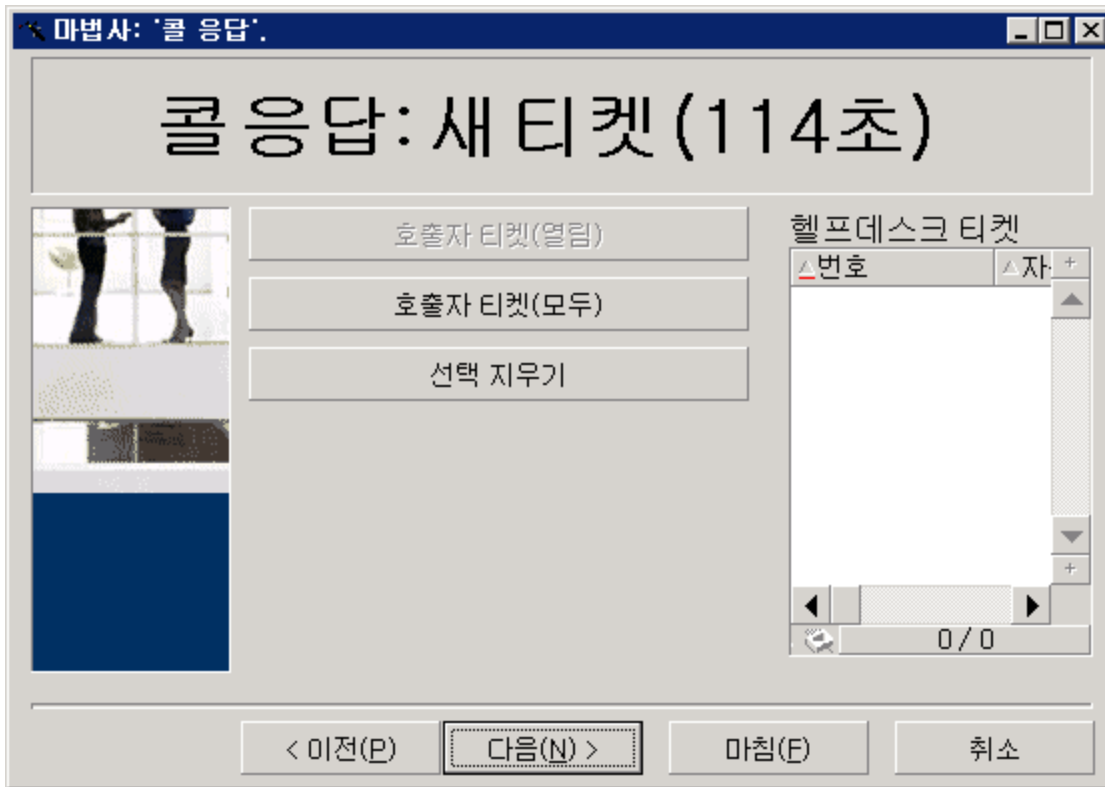 마법사: '콜 응답'.
콜 응답: 새 티켓(114초)
호출자 티켓(열림)
호출자 티켓(모두)
선택 지우기
헬프데스크 티켓
번호
0 / 0
< 이전(P)
다음(N) >
마침(F)
취소